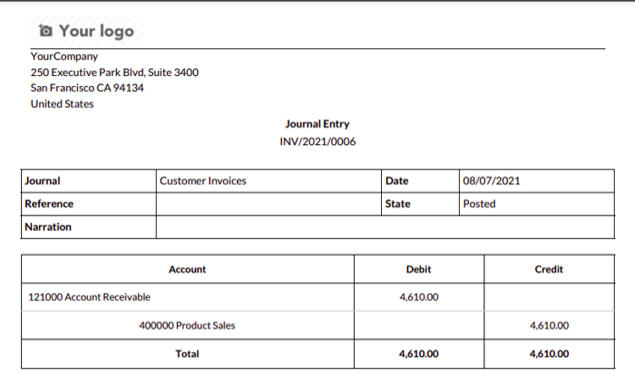 Your logo
YourCompany
250 Executive Park Blvd, Suite 3400
San Francisco CA 94134
United States
Journal Entry
INV/2021/0006
Journal Customer Invoices Date 08/07/2021
Reference State Posted
Narration
Account Debit Credit
121000 Account Receivable 4,610.00
400000 Product Sales 4,610.00
Total 4,610.00 4,610.00